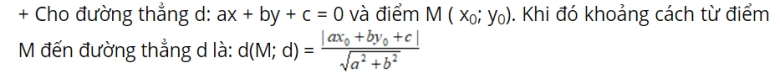 + Cho đường thẳng d: ax + by + c = 0 và điểm M ( x₀; y₀). Khi đó khoảng cách từ điểm
M đến đường thẳng d là: d(M; d) = |ax₀ + by₀ + c| / √(a² + b²)